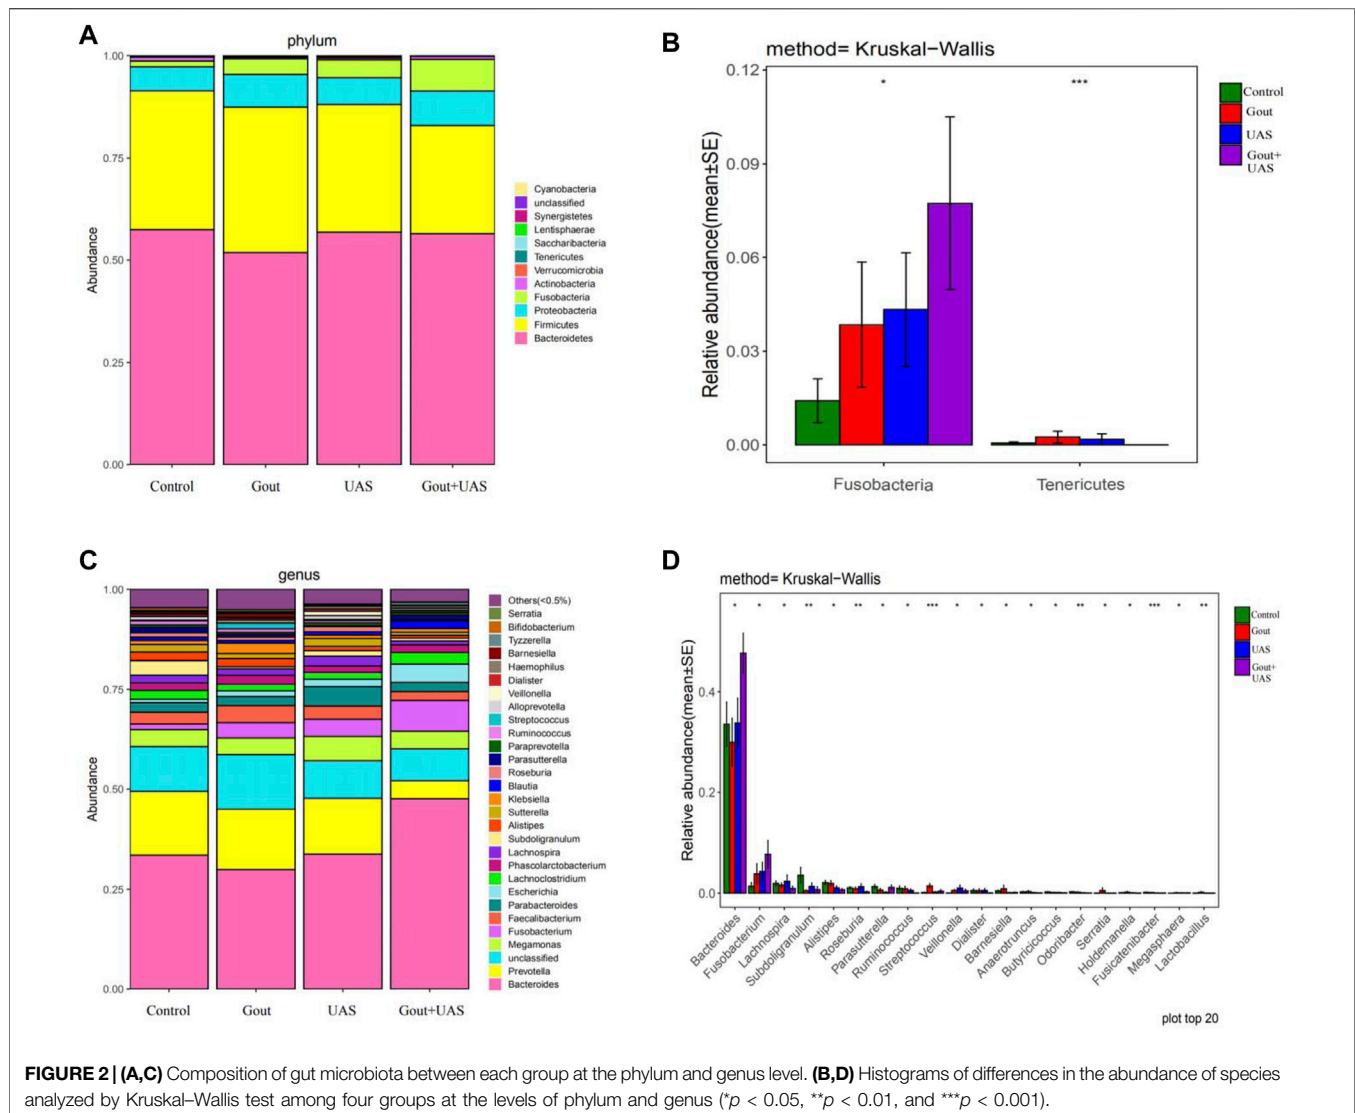 A
phylum
1.00
0.75
0.50
0.25
0.00
Abundance
Control
Gout
UAS
Gout+UAS
Cyanobacteria
unclassified
Synergistetes
Lentisphaerae
Saccharibacteria
Tenericutes
Verrucomicrobia
Actinobacteria
Fusobacteria
Proteobacteria
Firmicutes
Bacteroidetes
B
method= Kruskal−Wallis
0.12
0.09
0.06
0.03
0.00
Relative abundance(mean±SE)
*
***
Fusobacteria
Tenericutes
Control
Gout
UAS
Gout+
UAS
C
genus
1.00
0.75
0.50
0.25
0.00
Abundance
Control
Gout
UAS
Gout+UAS
Others(<0.5%)
Serratia
Bifidobacterium
Tyzzerella
Barnesiella
Haemophilus
Dialister
Veillonella
Alloprevotella
Streptococcus
Ruminococcus
Paraprevotella
Parasutterella
Roseburia
Blautia
Klebsiella
Sutterella
Alistipes
Subdoligranulum
Lachnospira
Phascolarctobacterium
Lachnoclostridium
Escherichia
Parabacteroides
Faecalibacterium
Fusobacterium
Megamonas
unclassified
Prevotella
Bacteroides
D
method= Kruskal−Wallis
* * * ** * ** * * *** * * * * * ** * * *** * **
0.4
0.2
0.0
Relative abundance(mean±SE)
Bacteroides
Fusobacterium
Lachnospira
Subdoligranulum
Alistipes
Roseburia
Parasutterella
Ruminococcus
Streptococcus
Veillonella
Dialister
Barnesiella
Anaerotruncus
Butyricicoccus
Odoribacter
Serratia
Holdemanella
Fusicatenibacter
Megasphaera
Lactobacillus
Control
Gout
UAS
Gout+
UAS
plot top 20
FIGURE 2 | (A,C) Composition of gut microbiota between each group at the phylum and genus level. (B,D) Histograms of differences in the abundance of species
analyzed by Kruskal–Wallis test among four groups at the levels of phylum and genus (*p < 0.05, **p < 0.01, and ***p < 0.001).